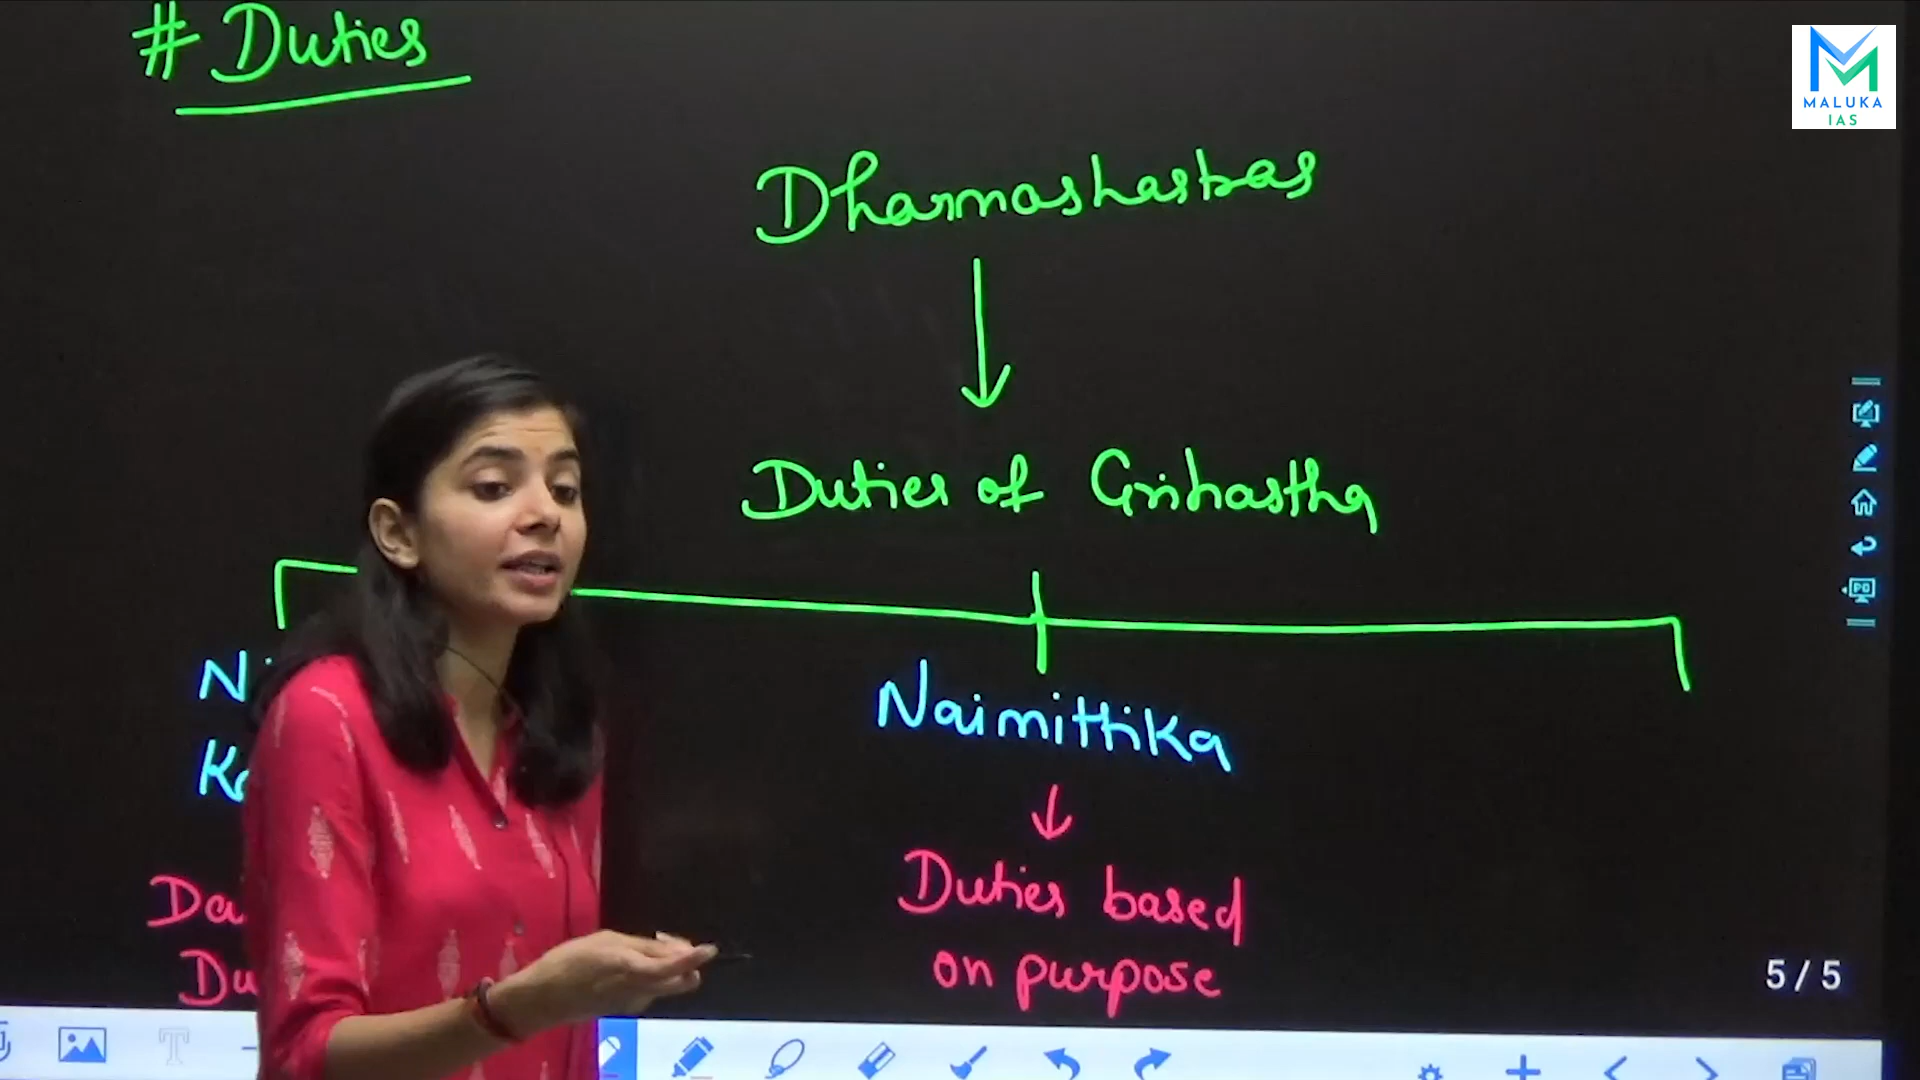 # Duties
MALUKA
IAS
Dharmashastras
Duties of Grihastha
Naimittika
Duties based
on purpose
5/5